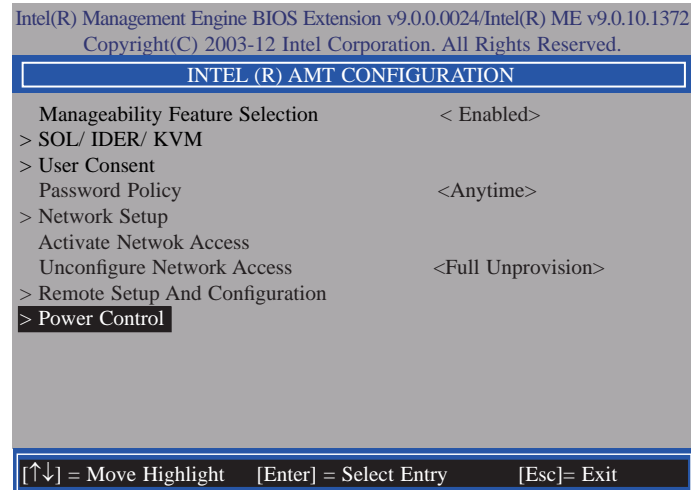 Intel(R) Management Engine BIOS Extension v9.0.0.0024/Intel(R) ME v9.0.10.1372
Copyright(C) 2003-12 Intel Corporation. All Rights Reserved.
INTEL (R) AMT CONFIGURATION
Manageability Feature Selection < Enabled>
> SOL/ IDER/ KVM
> User Consent
Password Policy <Anytime>
> Network Setup
Activate Netwok Access
Unconfigure Network Access <Full Unprovision>
> Remote Setup And Configuration
> Power Control
[↑↓] = Move Highlight [Enter] = Select Entry [Esc]= Exit